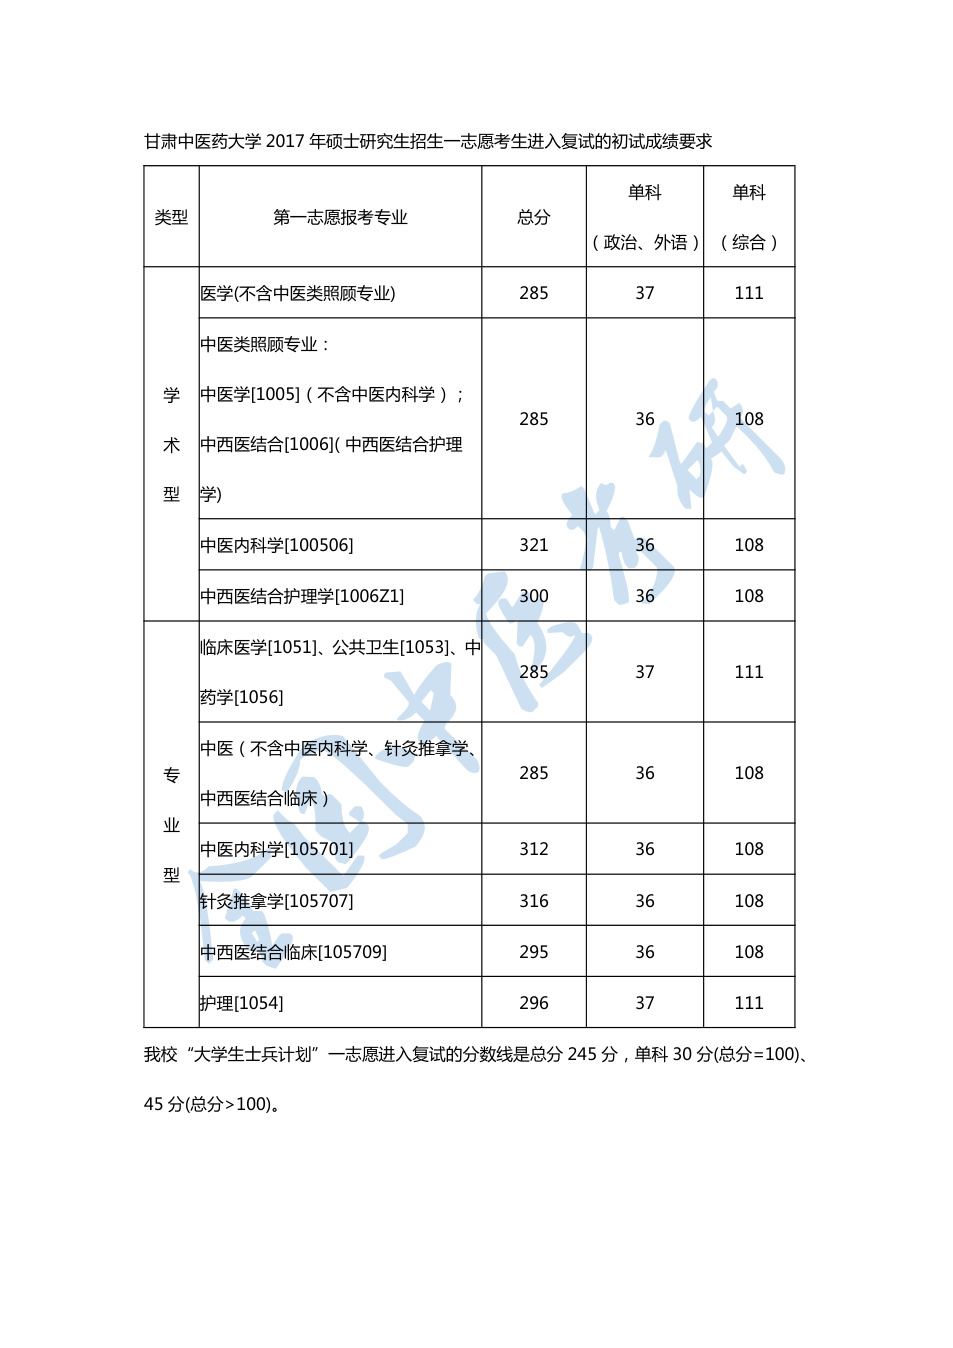 甘肃中医药大学 2017 年硕士研究生招生一志愿考生进入复试的初试成绩要求
类型 第一志愿报考专业 总分 单科（政治、外语） 单科（综合）
学术型
医学(不含中医类照顾专业) 285 37 111
中医类照顾专业：
中医学[1005]（不含中医内科学）；
中西医结合[1006](中西医结合护理
学) 285 36 108
中医内科学[100506] 321 36 108
中西医结合护理学[1006Z1] 300 36 108
专业型
临床医学[1051]、公共卫生[1053]、中
药学[1056] 285 37 111
中医（不含中医内科学、针灸推拿学、
中西医结合临床） 285 36 108
中医内科学[105701] 312 36 108
针灸推拿学[105707] 316 36 108
中西医结合临床[105709] 295 36 108
护理[1054] 296 37 111
我校“大学生士兵计划”一志愿进入复试的分数线是总分 245 分，单科 30 分(总分=100)、
45 分(总分>100)。
全国中医考研